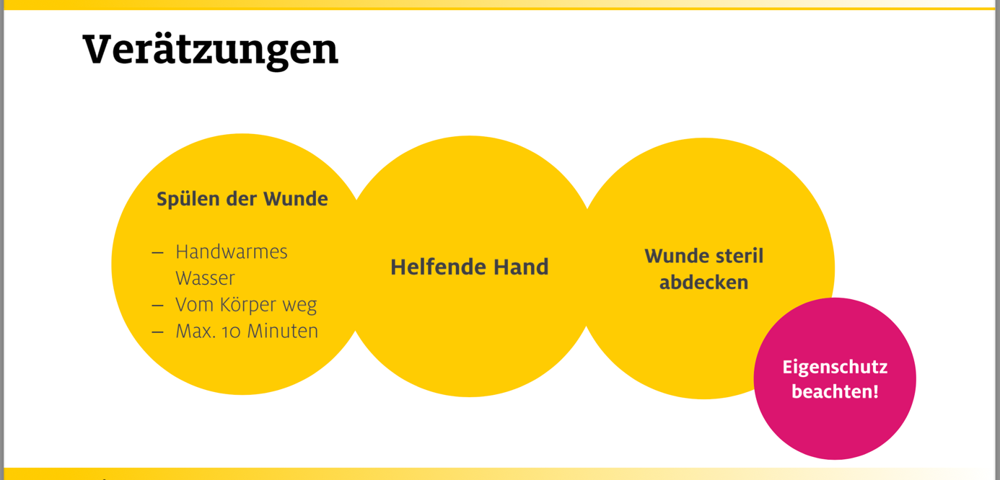 Verätzungen
Spülen der Wunde
– Handwarmes
Wasser
– Vom Körper weg
– Max. 10 Minuten
Helfende Hand
Wunde steril
abdecken
Eigenschutz
beachten!